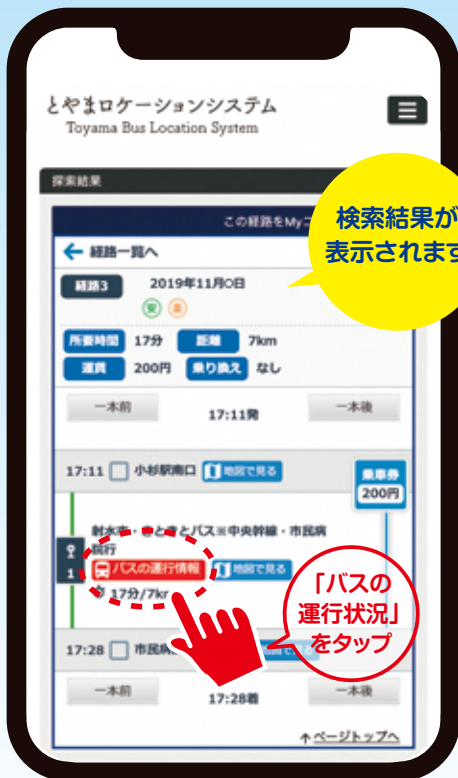 とやまロケーションシステム
Toyama Bus Location System
探索結果
この経路をMyコ
検索結果が
表示されます
← 経路一覧へ
経路3 2019年11月○日
安 楽
所要時間 17分 距離 7km
運賃 200円 乗り換え なし
一本前 17:11発 一本後
17:11 小杉駅南口 地図で見る
乗車券
200円
射水市・きときとバス※中央幹線・市民病
院行
1
バスの運行情報 地図で見る
17分/7km
「バスの
運行状況」
をタップ
17:28 市民病
一本前 17:28着 一本後
↑ページトップへ